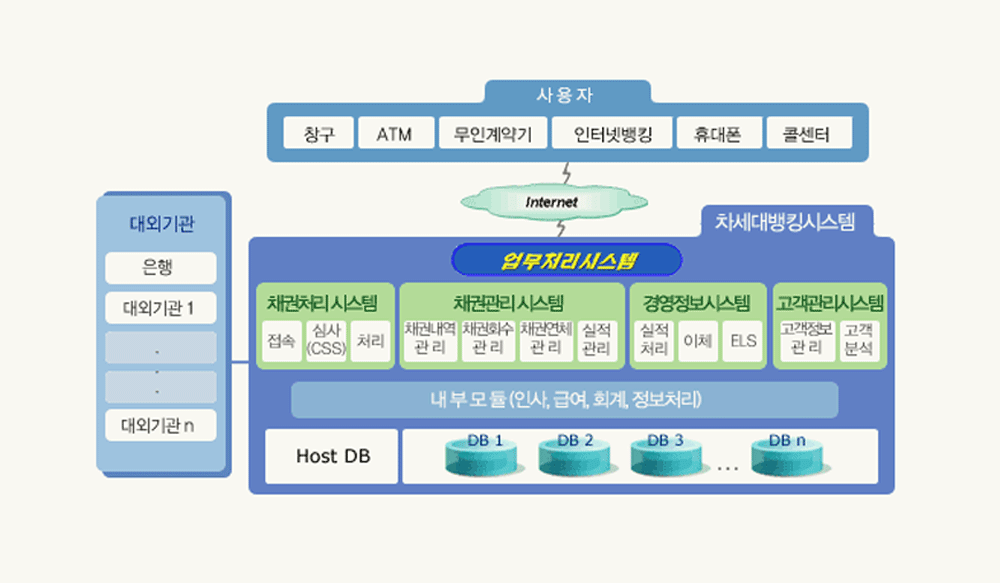 사용자
창구 ATM 무인계약기 인터넷뱅킹 휴대폰 콜센터
Internet
대외기관
은행
대외기관 1
.
.
.
대외기관 n
차세대뱅킹시스템
업무처리시스템
채권처리 시스템
접속
심사
(CSS)
처리
채권관리 시스템
채권내역
관 리
채권회수
관 리
채권연체
관 리
실적
관리
경영정보시스템
실적
처리
이체
ELS
고객관리시스템
고객정보
관 리
고객
분석
내 부 모 듈 (인사, 급여, 회계, 정보처리)
Host DB
DB 1 DB 2 DB 3 ... DB n